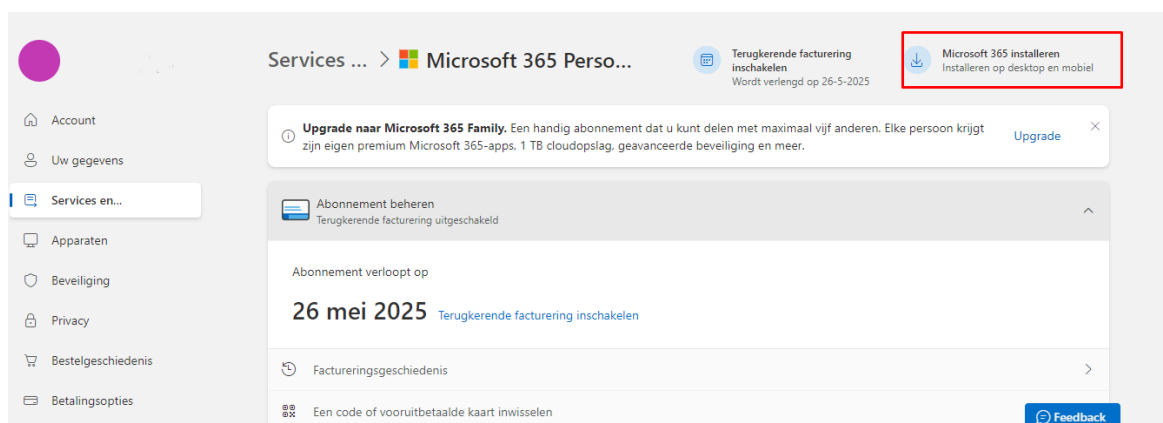 Services ... > Microsoft 365 Perso...
Terugkerende facturering
inschakelen
Wordt verlengd op 26-5-2025
Microsoft 365 installeren
Installeren op desktop en mobiel
Account
Uw gegevens
Services en...
Apparaten
Beveiliging
Privacy
Bestelgeschiedenis
Betalingsopties
Upgrade naar Microsoft 365 Family. Een handig abonnement dat u kunt delen met maximaal vijf anderen. Elke persoon krijgt
zijn eigen premium Microsoft 365-apps, 1 TB cloudopslag, geavanceerde beveiliging en meer.
Upgrade
Abonnement beheren
Terugkerende facturering uitgeschakeld
Abonnement verloopt op
26 mei 2025 Terugkerende facturering inschakelen
Factureringsgeschiedenis
Een code of vooruitbetaalde kaart inwisselen
Feedback